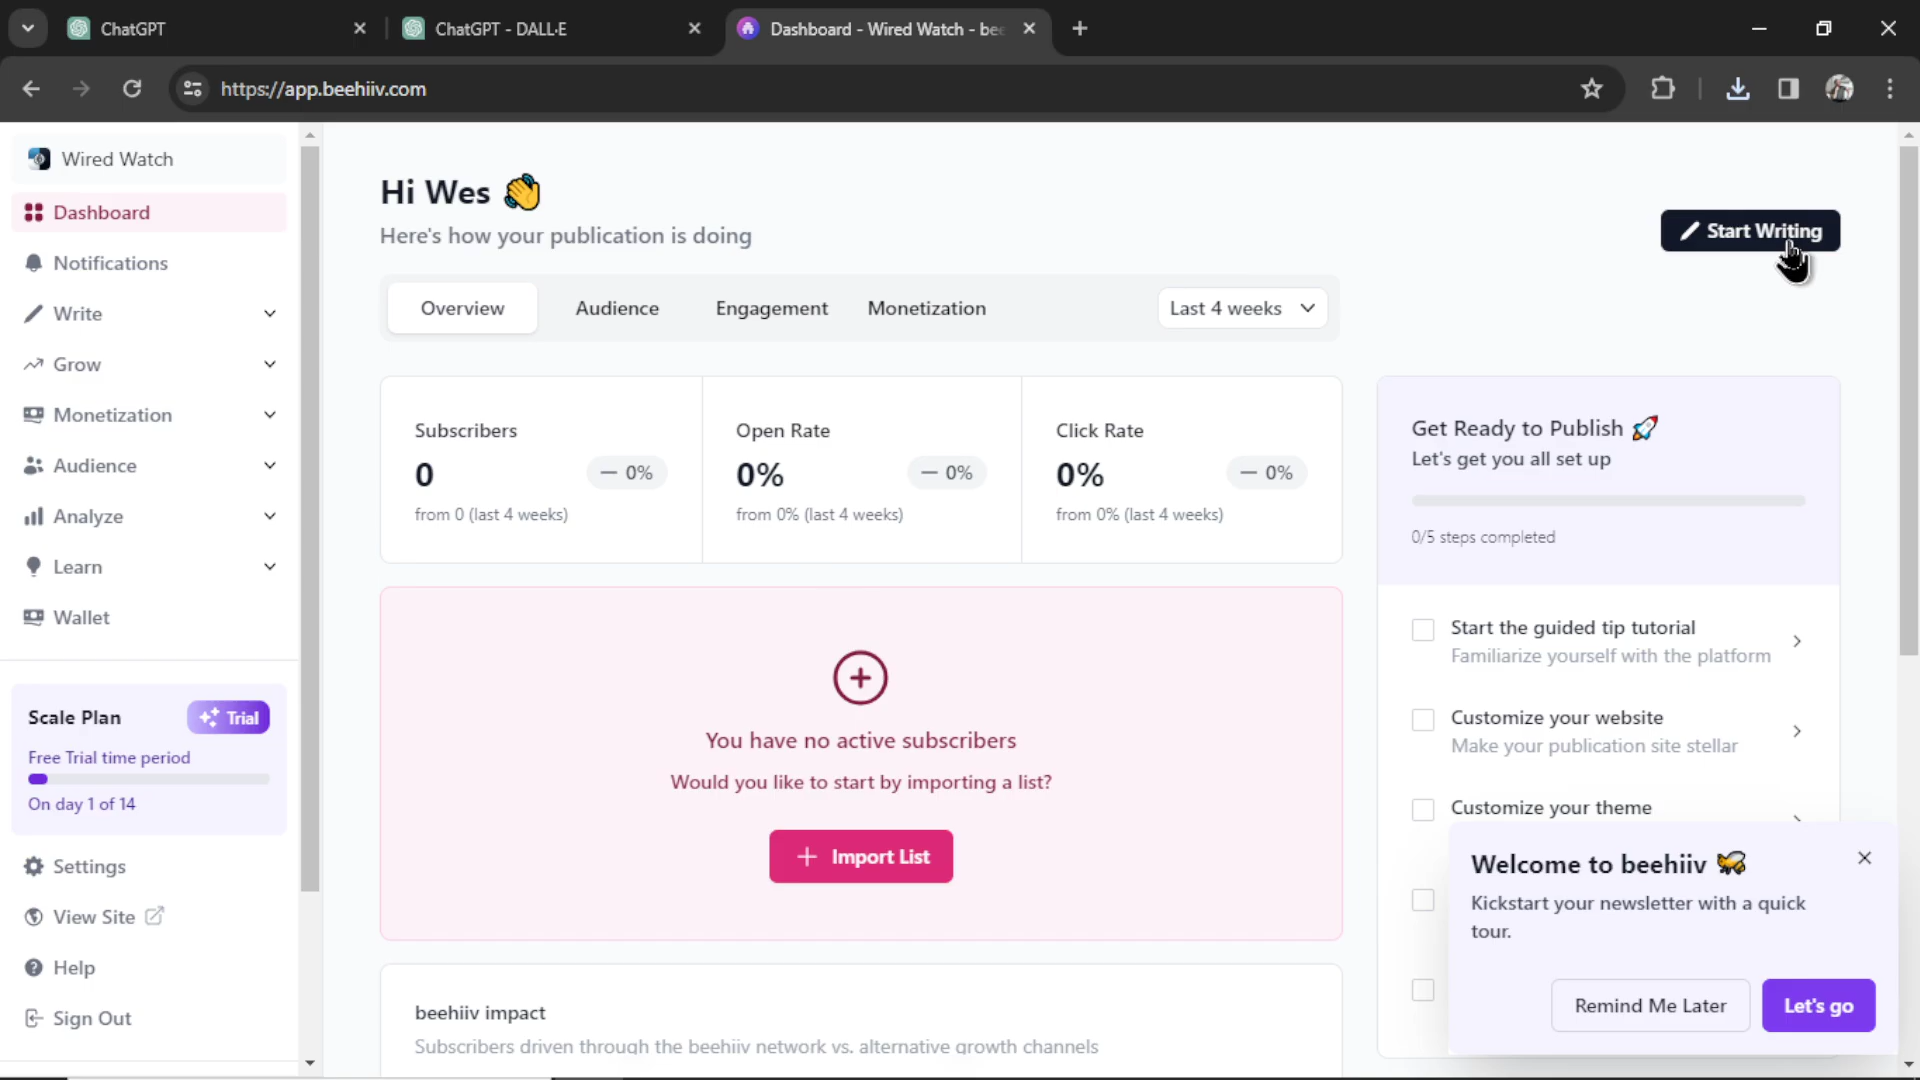 ChatGPT
ChatGPT - DALL·E
Dashboard - Wired Watch - bee
https://app.beehiiv.com
Wired Watch
Dashboard
Notifications
Write
Grow
Monetization
Audience
Analyze
Learn
Wallet
Scale Plan
Trial
Free Trial time period
On day 1 of 14
Settings
View Site
Help
Sign Out
Hi Wes
Here's how your publication is doing
Start Writing
Overview
Audience
Engagement
Monetization
Last 4 weeks
Subscribers
0
— 0%
from 0 (last 4 weeks)
Open Rate
0%
— 0%
from 0% (last 4 weeks)
Click Rate
0%
— 0%
from 0% (last 4 weeks)
You have no active subscribers
Would you like to start by importing a list?
+ Import List
beehiiv impact
Subscribers driven through the beehiiv network vs. alternative growth channels
Get Ready to Publish
Let's get you all set up
0/5 steps completed
Start the guided tip tutorial
Familiarize yourself with the platform
Customize your website
Make your publication site stellar
Customize your theme
Welcome to beehiiv
Kickstart your newsletter with a quick
tour.
Remind Me Later
Let's go